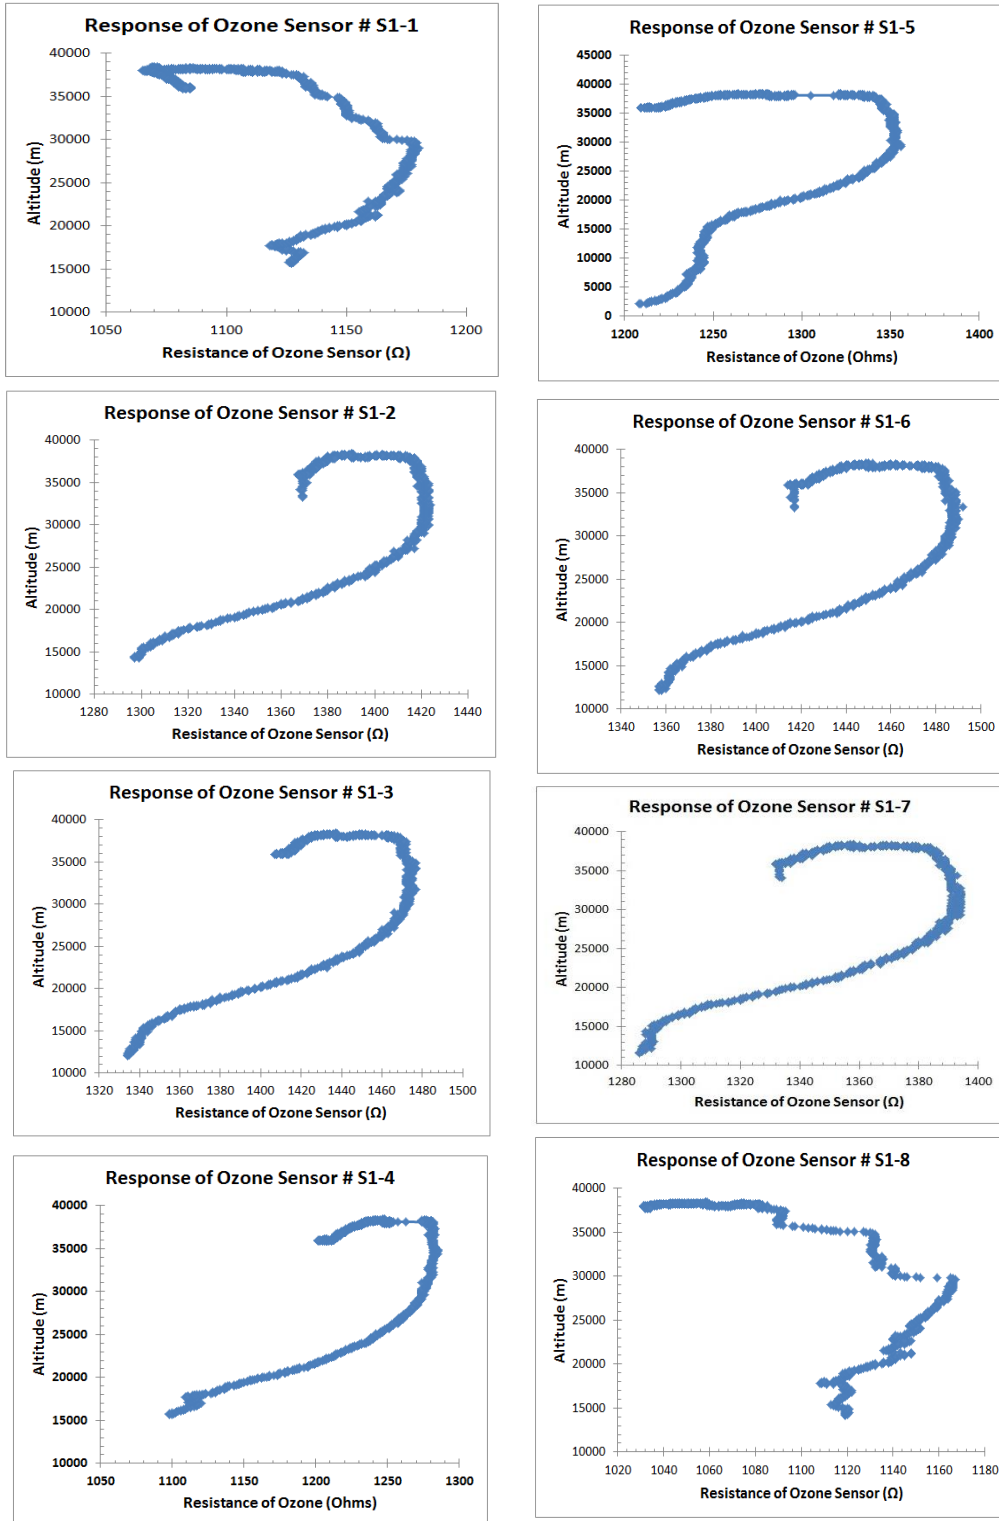 Response of Ozone Sensor # S1-1
40000
35000
30000
25000
20000
15000
10000
Altitude (m)
1050 1100 1150 1200
Resistance of Ozone Sensor (Ω)
Response of Ozone Sensor # S1-5
45000
40000
35000
30000
25000
20000
15000
10000
5000
0
Altitude (m)
1200 1250 1300 1350 1400
Resistance of Ozone (Ohms)
Response of Ozone Sensor # S1-2
40000
35000
30000
25000
20000
15000
10000
Altitude (m)
1280 1300 1320 1340 1360 1380 1400 1420 1440
Resistance of Ozone Sensor (Ω)
Response of Ozone Sensor # S1-6
40000
35000
30000
25000
20000
15000
10000
Altitude (m)
1340 1360 1380 1400 1420 1440 1460 1480 1500
Resistance of Ozone Sensor (Ω)
Response of Ozone Sensor # S1-3
40000
35000
30000
25000
20000
15000
10000
Altitude (m)
1320 1340 1360 1380 1400 1420 1440 1460 1480 1500
Resistance of Ozone Sensor (Ω)
Response of Ozone Sensor # S1-7
40000
35000
30000
25000
20000
15000
10000
Altitude (m)
1280 1300 1320 1340 1360 1380 1400
Resistance of Ozone Sensor (Ω)
Response of Ozone Sensor # S1-4
40000
35000
30000
25000
20000
15000
10000
Altitude (m)
1050 1100 1150 1200 1250 1300
Resistance of Ozone (Ohms)
Response of Ozone Sensor # S1-8
40000
35000
30000
25000
20000
15000
10000
Altitude (m)
1020 1040 1060 1080 1100 1120 1140 1160 1180
Resistance of Ozone Sensor (Ω)